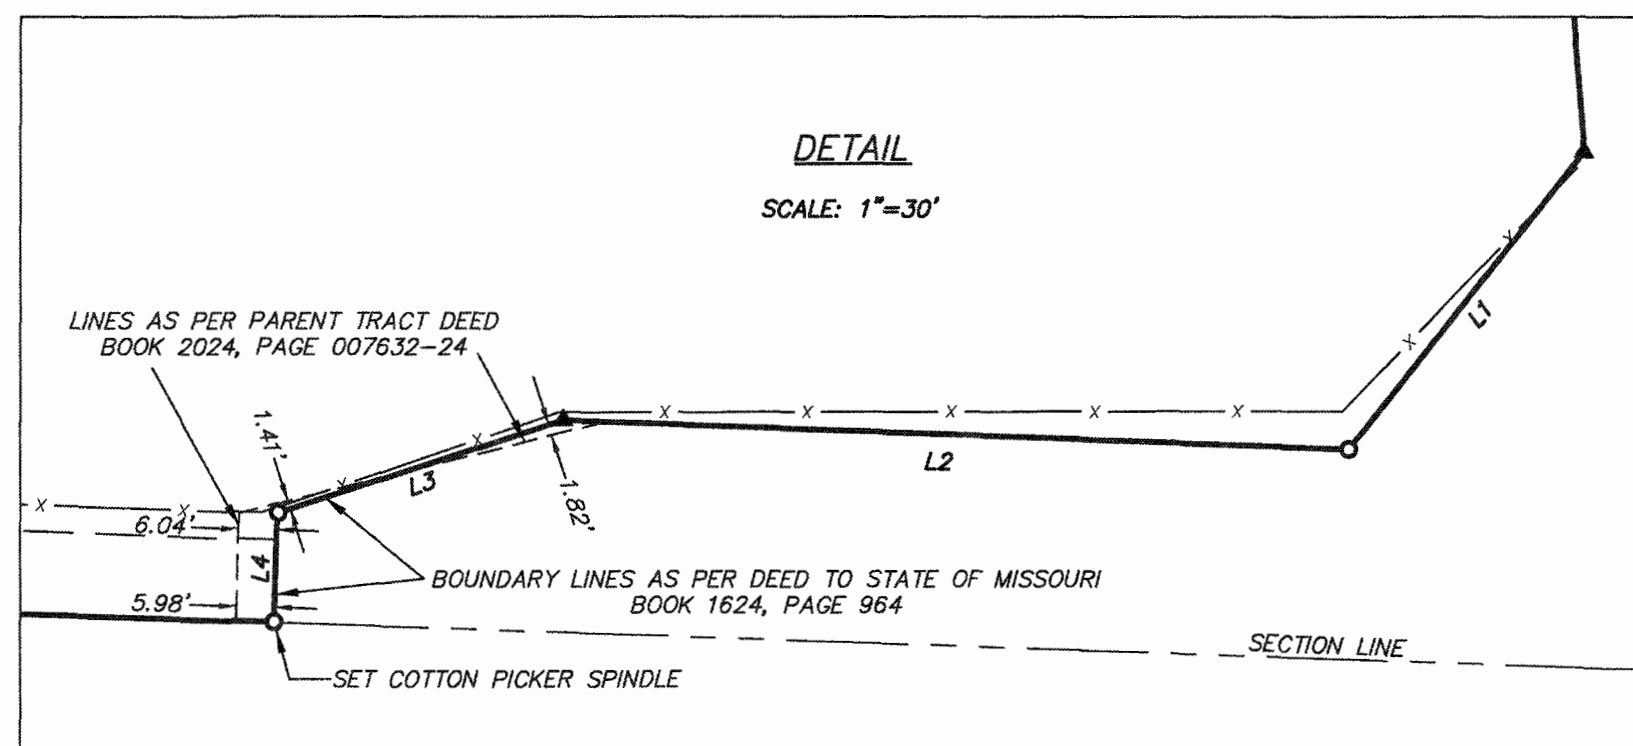 DETAIL
SCALE: 1"=30'
LINES AS PER PARENT TRACT DEED
BOOK 2024, PAGE 007632-24
L1
1.41'
L2
L3
1.82'
6.04'
L4
BOUNDARY LINES AS PER DEED TO STATE OF MISSOURI
BOOK 1624, PAGE 964
5.98'
SECTION LINE
SET COTTON PICKER SPINDLE